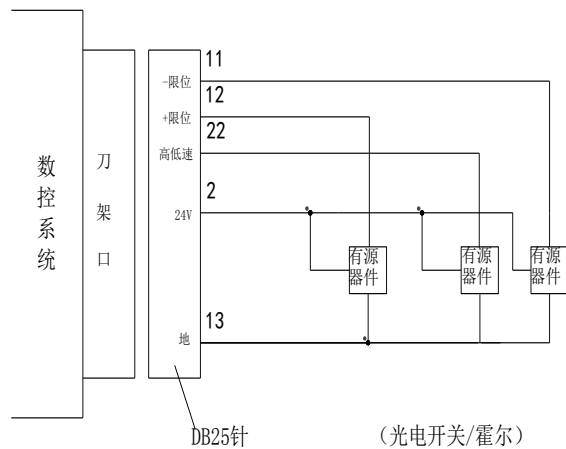 数控系统
刀架口
11
-限位
12
+限位
22
高低速
2
24V
13
地
有源
器件
有源
器件
有源
器件
DB25针
（光电开关/霍尔）